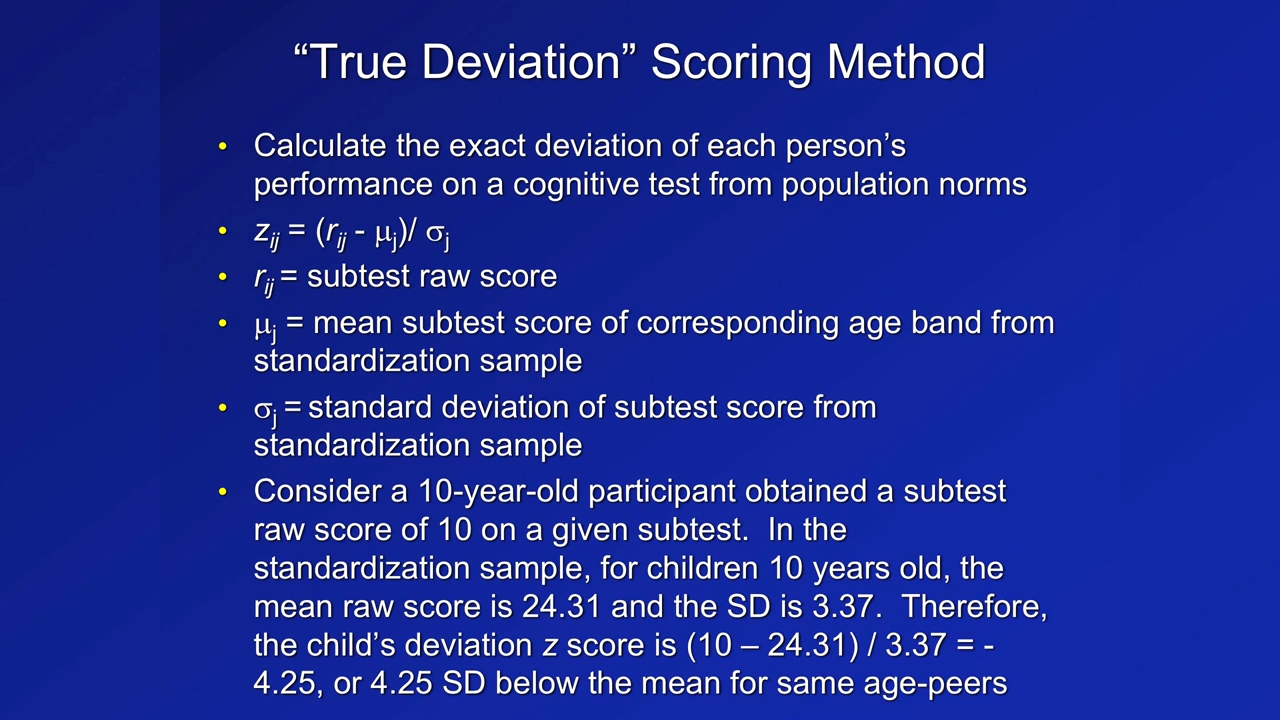 “True Deviation” Scoring Method
• Calculate the exact deviation of each person’s
performance on a cognitive test from population norms
• zij = (rij - μj)/ σj
• rij = subtest raw score
• μj = mean subtest score of corresponding age band from
standardization sample
• σj = standard deviation of subtest score from
standardization sample
• Consider a 10-year-old participant obtained a subtest
raw score of 10 on a given subtest.  In the
standardization sample, for children 10 years old, the
mean raw score is 24.31 and the SD is 3.37.  Therefore,
the child’s deviation z score is (10 – 24.31) / 3.37 = -
4.25, or 4.25 SD below the mean for same age-peers